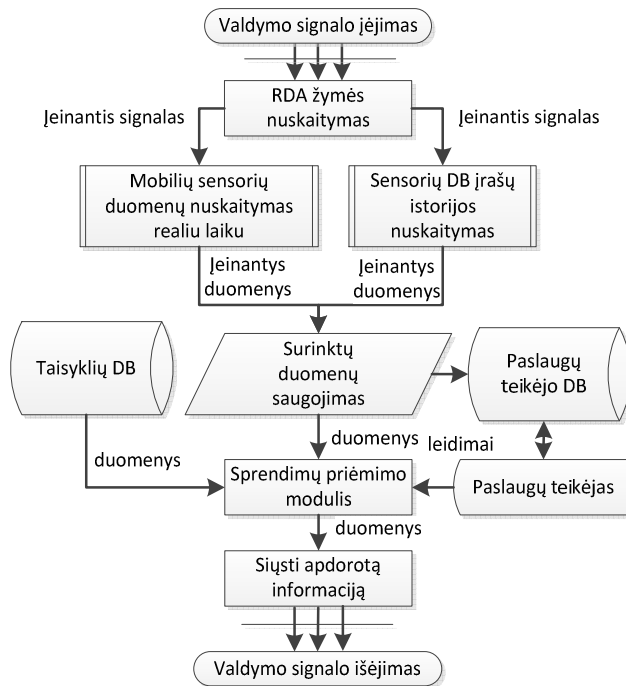 Valdymo signalo įėjimas
RDA žymės
nuskaitymas
Įeinantis signalas
Įeinantis signalas
Mobilių sensorių
duomenų nuskaitymas
realiu laiku
Sensorių DB įrašų
istorijos
nuskaitymas
Įeinantys
duomenys
Įeinantys
duomenys
Taisyklių DB
Surinktų
duomenų
saugojimas
Paslaugų
teikėjo DB
duomenys
leidimai
duomenys
Sprendimų priėmimo
modulis
Paslaugų teikėjas
duomenys
Siųsti apdorotą
informaciją
Valdymo signalo išėjimas